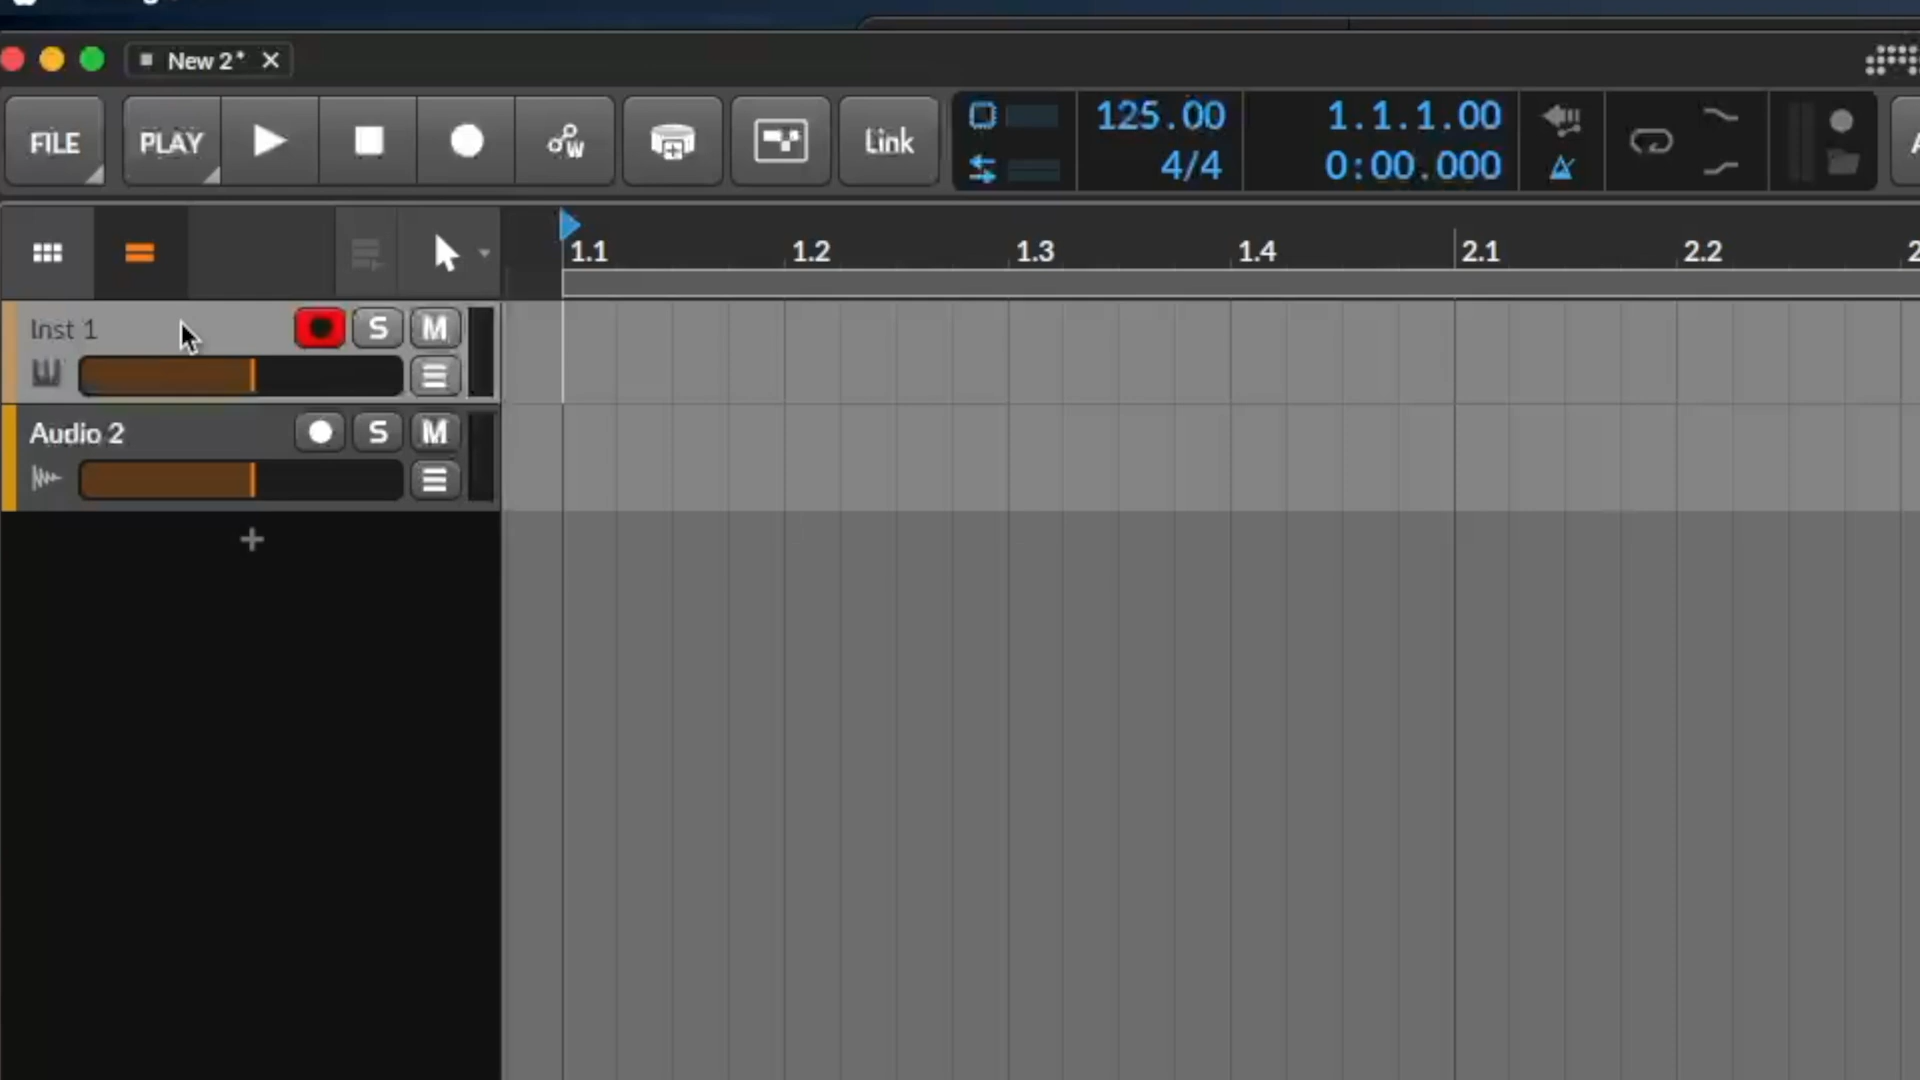 New 2*
FILE
PLAY
Link
125.00
4/4
1.1.1.00
0:00.000
1.1
1.2
1.3
1.4
2.1
2.2
Inst 1
S
M
Audio 2
S
M